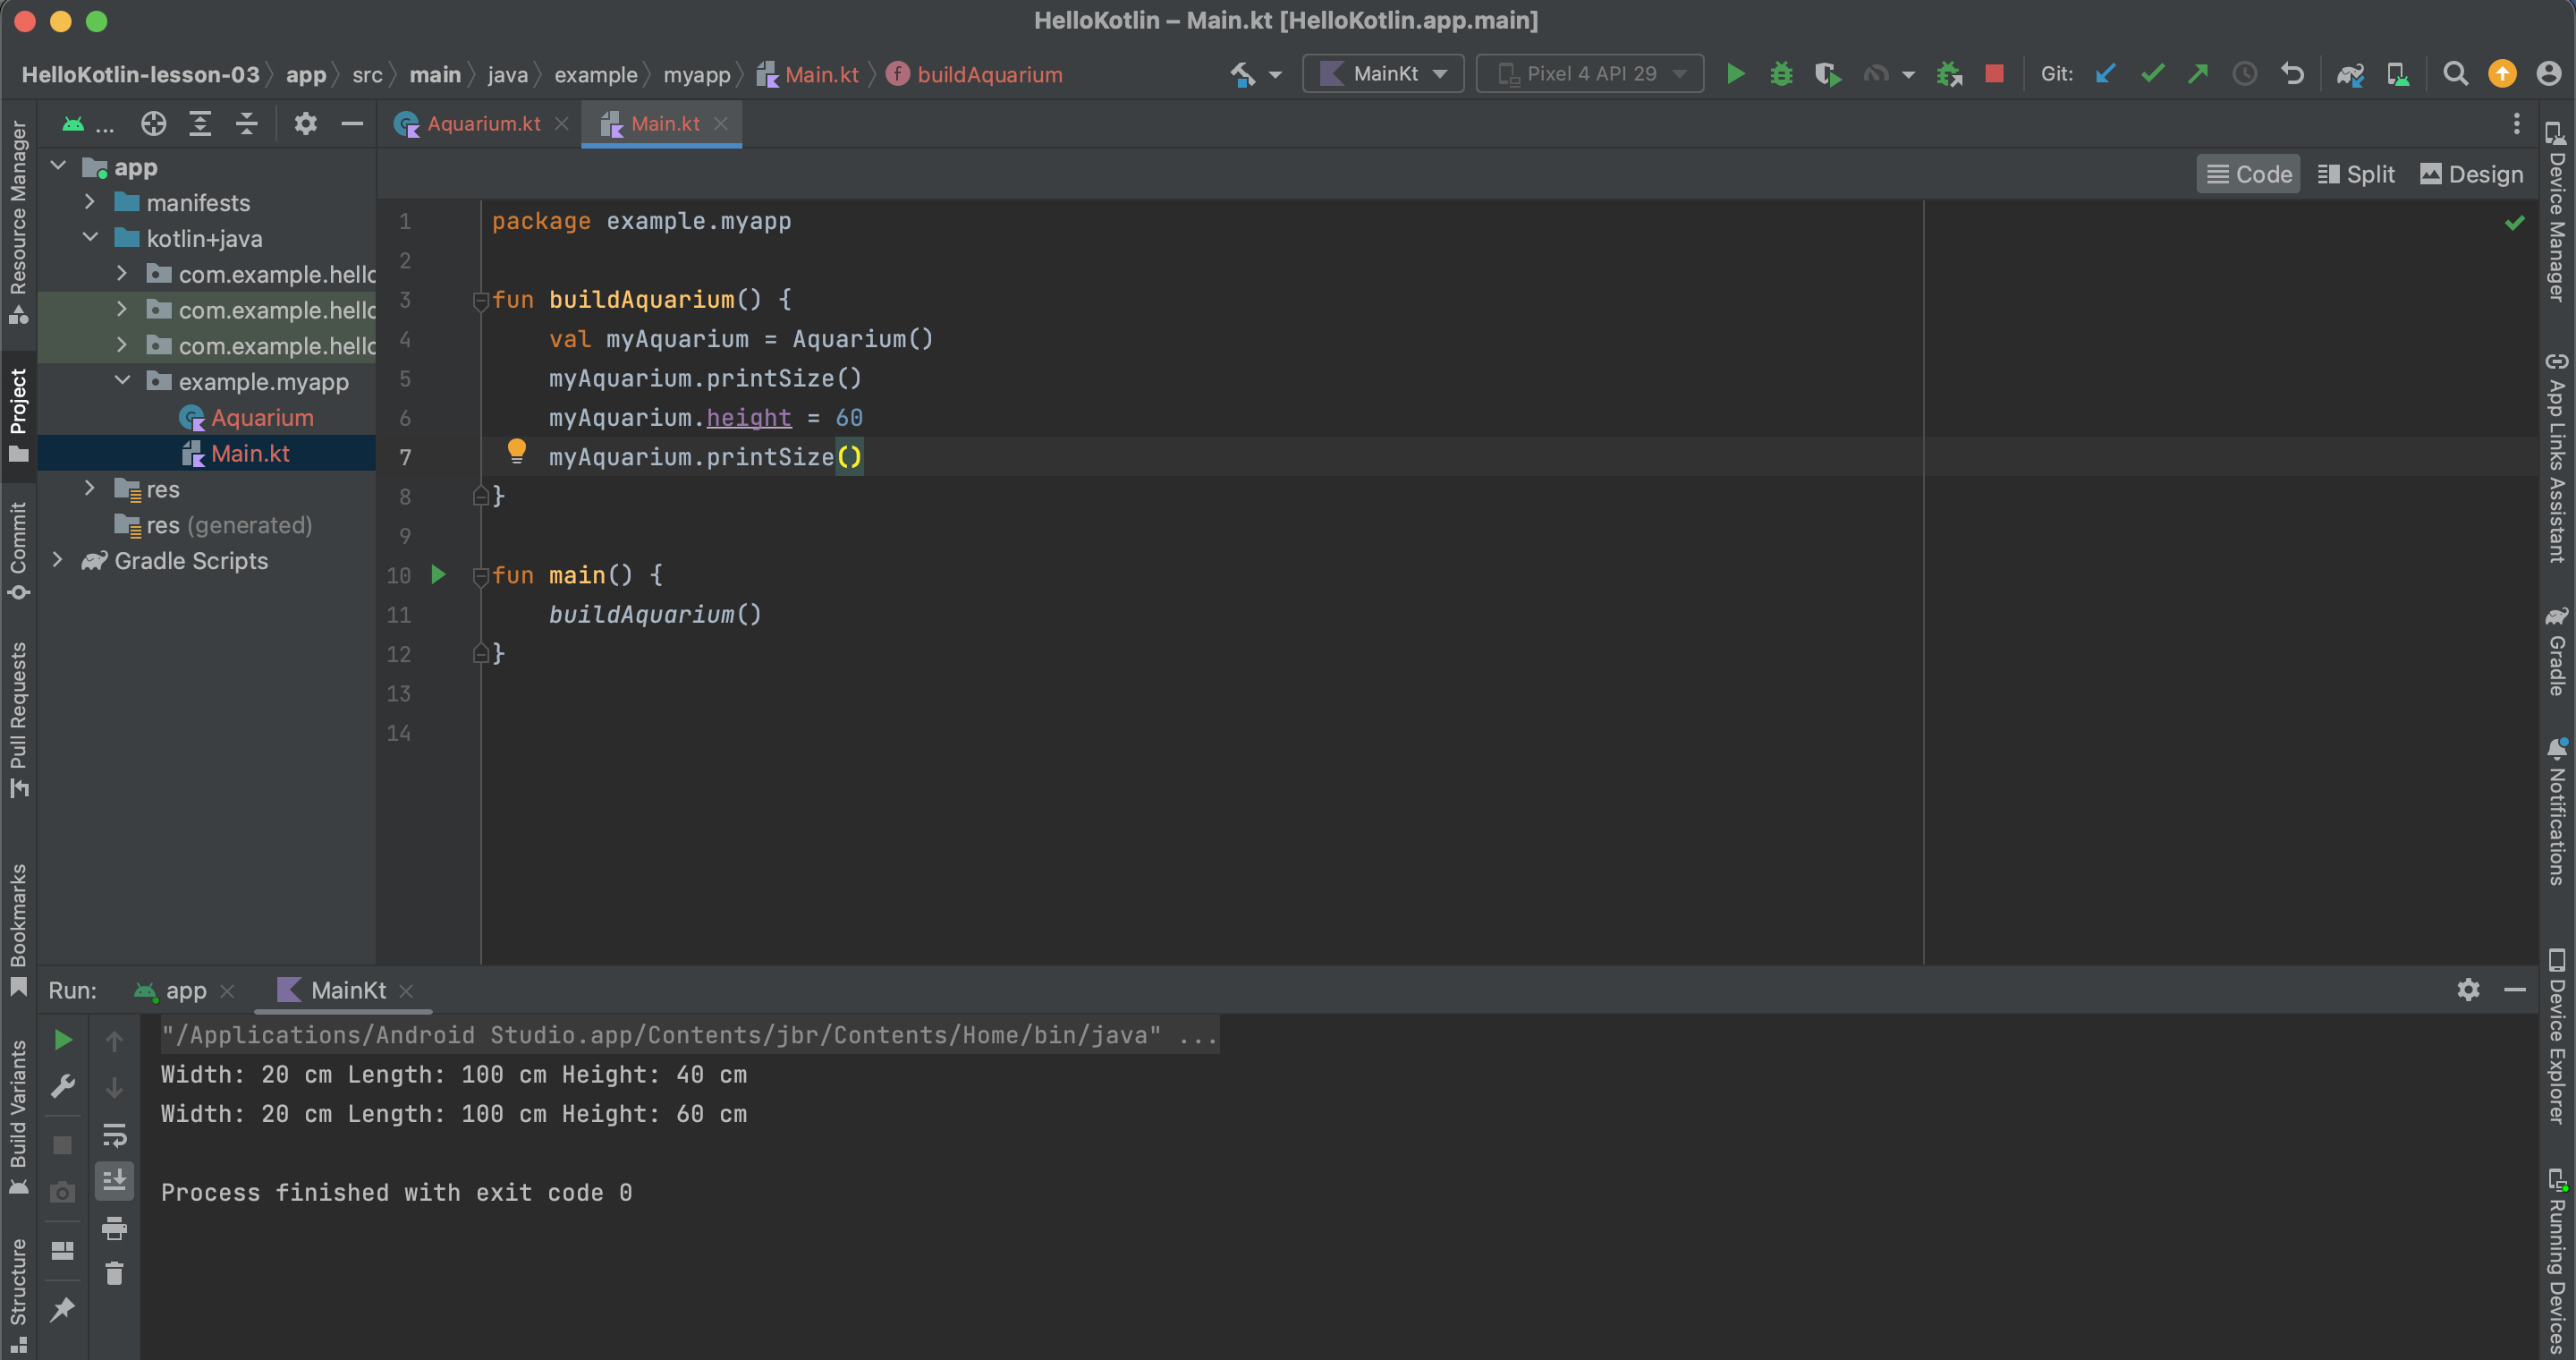 HelloKotlin – Main.kt [HelloKotlin.app.main]
HelloKotlin-lesson-03 app src main java example myapp Main.kt f buildAquarium MainKt Pixel 4 API 29 Git:
... Aquarium.kt Main.kt
Code Split Design
app
manifests
kotlin+java
com.example.hello
com.example.hello
com.example.hello
example.myapp
Aquarium
Main.kt
res
res (generated)
Gradle Scripts
1 package example.myapp
2
3 fun buildAquarium() {
4 val myAquarium = Aquarium()
5 myAquarium.printSize()
6 myAquarium.height = 60
7 myAquarium.printSize()
8 }
9
10 fun main() {
11 buildAquarium()
12 }
13
14
Resource Manager
Project
Commit
Pull Requests
Bookmarks
Build Variants
Structure
Device Manager
App Links Assistant
Gradle
Notifications
Device Explorer
Running Devices
Run: app MainKt
"/Applications/Android Studio.app/Contents/jbr/Contents/Home/bin/java" ...
Width: 20 cm Length: 100 cm Height: 40 cm
Width: 20 cm Length: 100 cm Height: 60 cm
Process finished with exit code 0